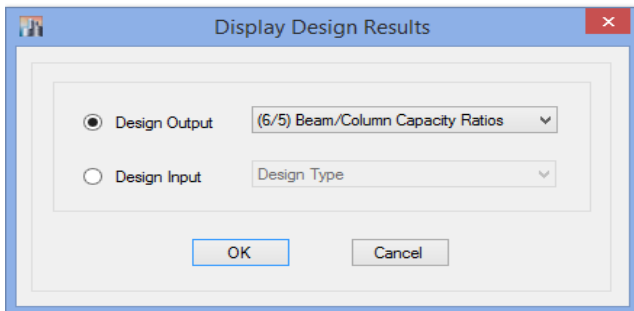 Display Design Results
Design Output (6/5) Beam/Column Capacity Ratios
Design Input Design Type
OK Cancel